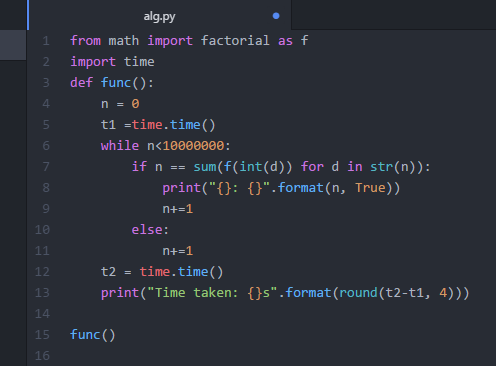 alg.py
1 from math import factorial as f
2 import time
3 def func():
4     n = 0
5     t1 =time.time()
6     while n<10000000:
7         if n == sum(f(int(d)) for d in str(n)):
8             print("{}: {}".format(n, True))
9             n+=1
10         else:
11             n+=1
12     t2 = time.time()
13     print("Time taken: {}s".format(round(t2-t1, 4)))
14
15 func()
16